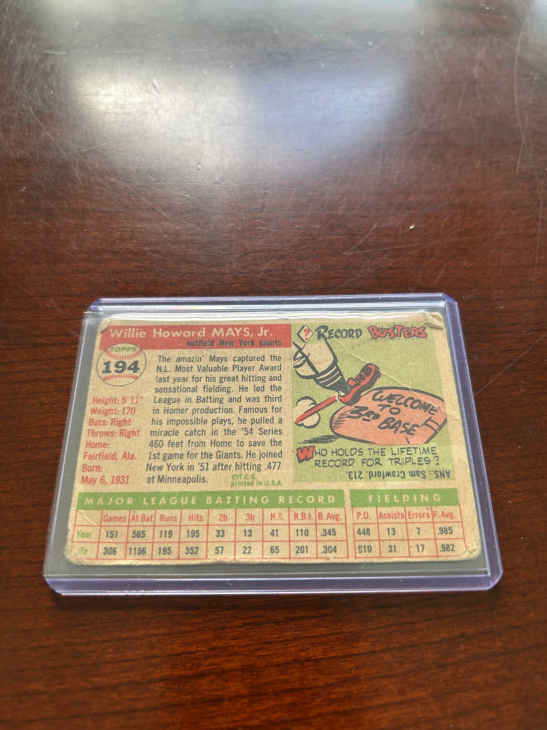 Willie Howard MAYS, Jr.
outfield New York GIANTS
TOPPS
194
Height: 5'11"
Weight: 170
Bats: Right
Throws: Right
Home:
Fairfield, Ala.
Born:
May 6, 1931
The amazin' Mays captured the
N.L. Most Valuable Player Award
last year for his great hitting and
sensational fielding. He led the
League in Batting and was third
in Homer production. Famous for
his impossible plays, he pulled a
miracle catch in the '54 Series
460 feet from Home to save the
1st game for the Giants. He joined
New York in '51 after hitting .477
at Minneapolis.
©T.C.G.
PRINTED IN U.S.A.
?
RECORD BUSTERS
WELCOME
TO
3RD BASE
WHO HOLDS THE LIFETIME
RECORD FOR TRIPLES?
ANS: Sam Crawford, 312
MAJOR LEAGUE BATTING RECORD FIELDING
Games At Bat Runs Hits 2b 3b H.R. R.B.I. B.Avg. P.O. Assists Errors F.Avg.
Year 151 565 119 195 33 13 41 110 .345 448 13 7 .985
306 1156 195 352 57 22 65 201 .304 31 17 .982